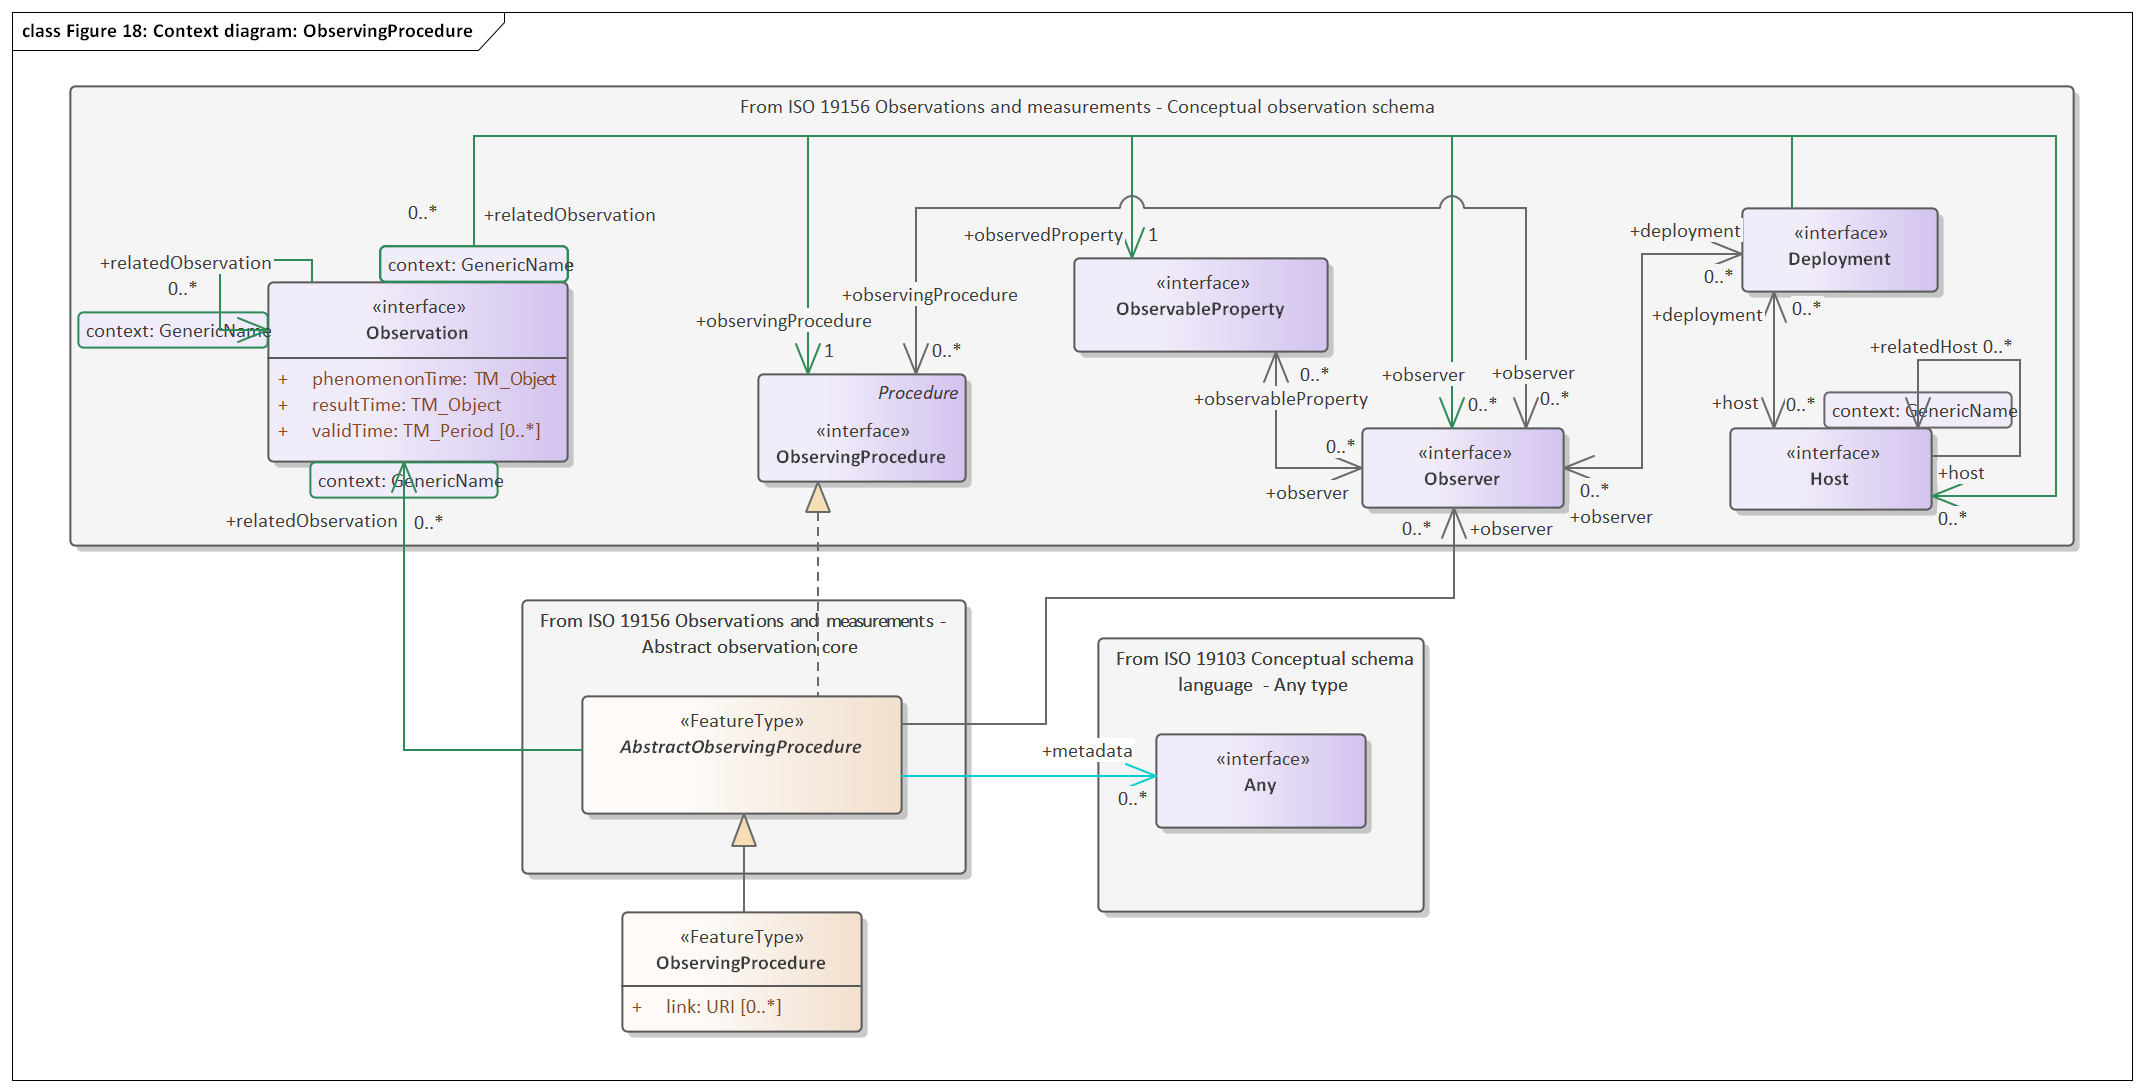 class Figure 18: Context diagram: ObservingProcedure
From ISO 19156 Observations and measurements - Conceptual observation schema
0..*
+relatedObservation
+relatedObservation
0..*
context: GenericName
context: GenericName
«interface»
Observation
+ phenomenonTime: TM_Object
+ resultTime: TM_Object
+ validTime: TM_Period [0..*]
context: GenericName
+relatedObservation
0..*
+observingProcedure
1
+observingProcedure
0..*
Procedure
«interface»
ObservingProcedure
+observedProperty
1
«interface»
ObservableProperty
0..*
+observableProperty
0..*
+observer
+observer
0..*
+observer
0..*
«interface»
Observer
0..*
+observer
0..*
+observer
+deployment
0..*
«interface»
Deployment
+deployment
0..*
+host
0..*
+relatedHost 0..*
context: GenericName
«interface»
Host
+host
0..*
From ISO 19156 Observations and measurements -
Abstract observation core
«FeatureType»
AbstractObservingProcedure
+metadata
0..*
From ISO 19103 Conceptual schema
language - Any type
«interface»
Any
«FeatureType»
ObservingProcedure
+ link: URI [0..*]